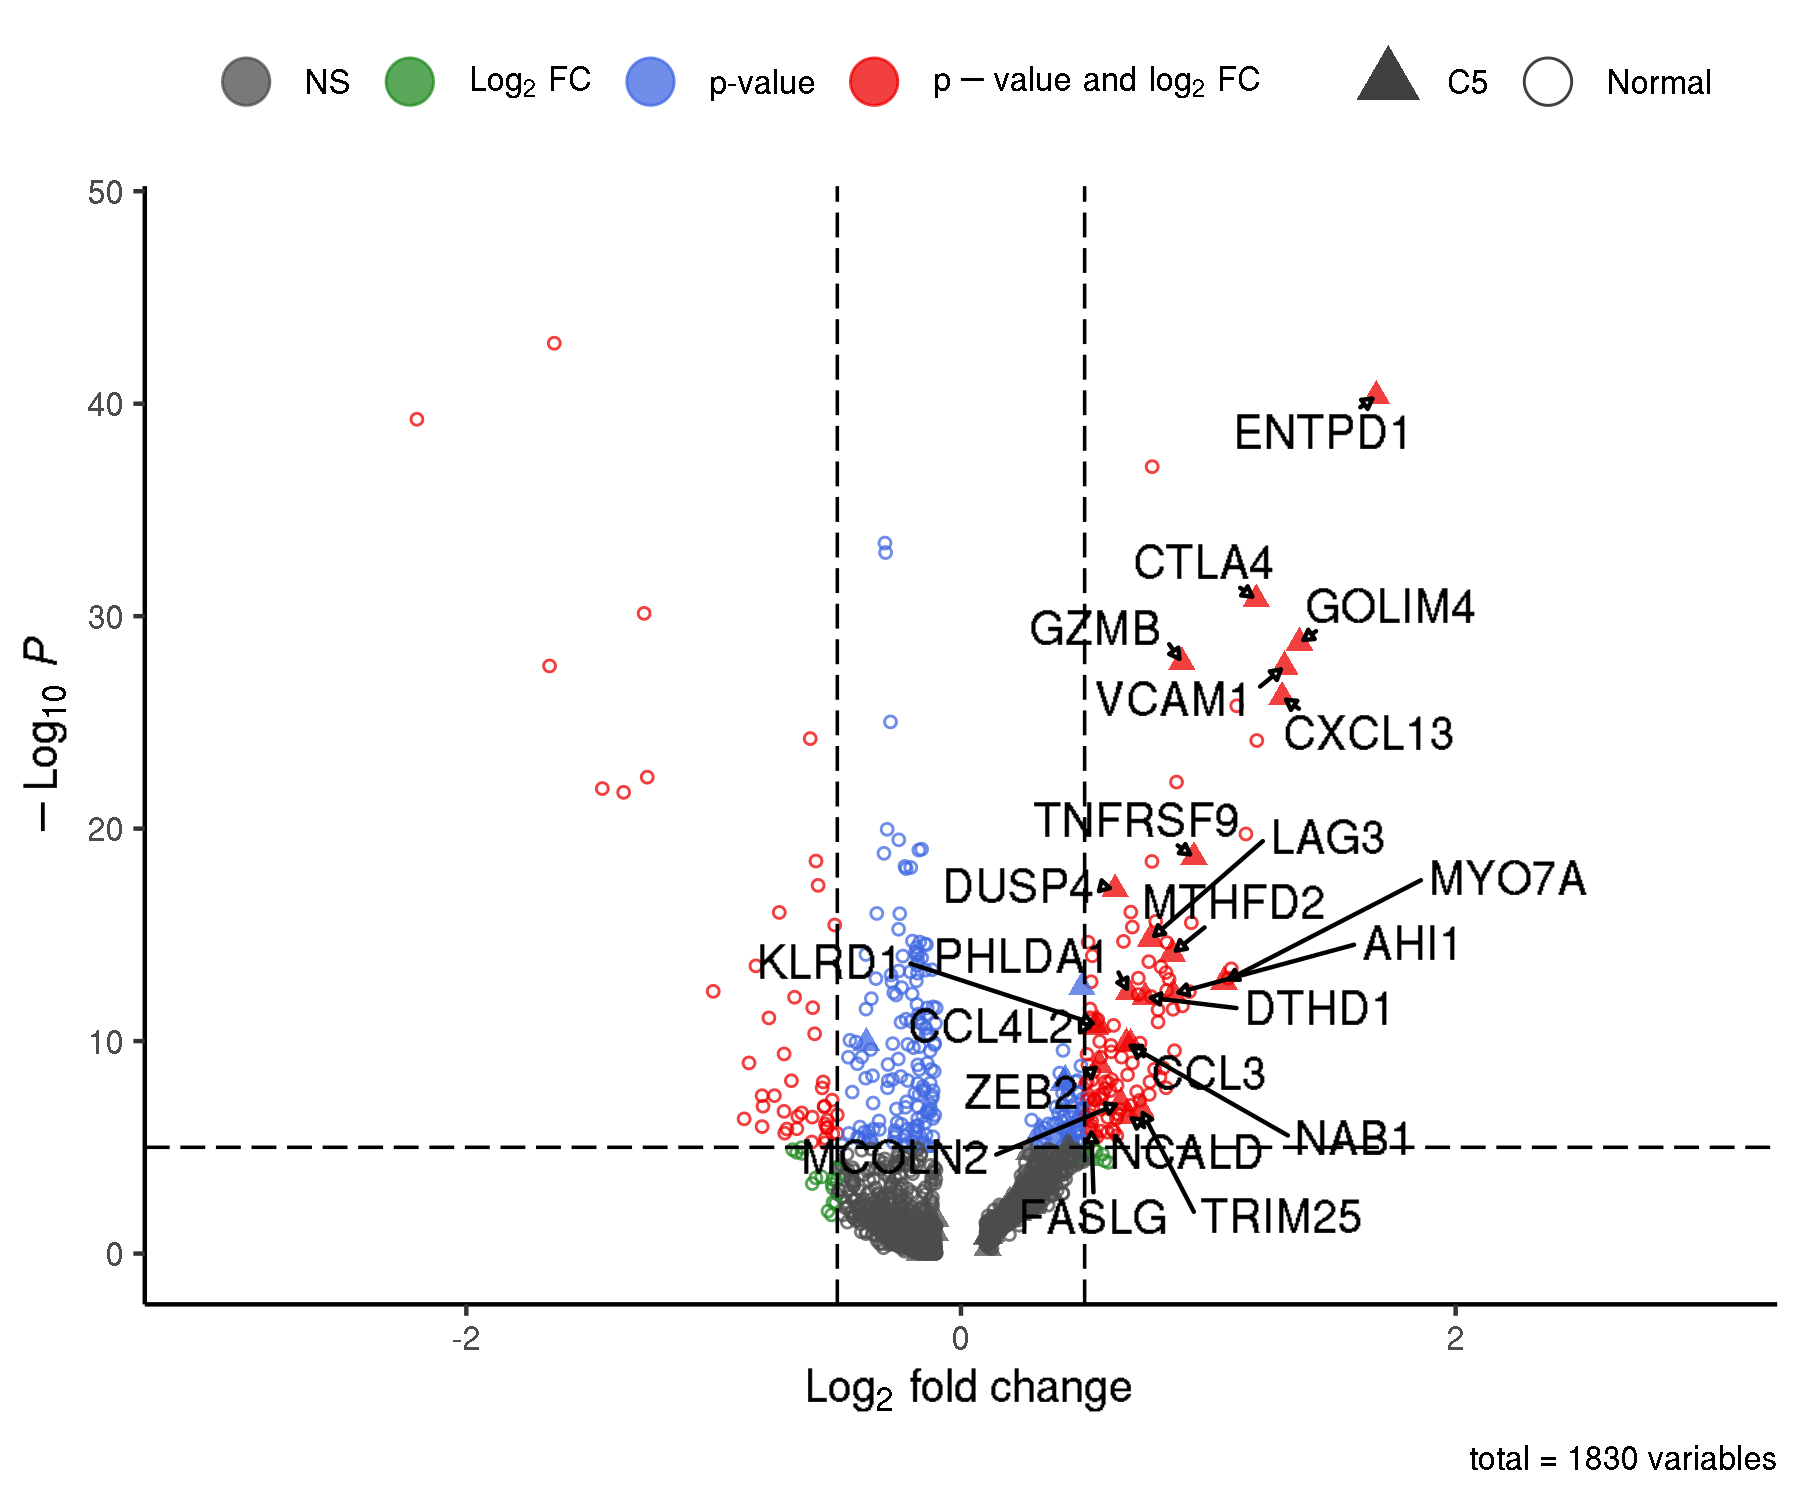 NS Log2 FC p-value p − value and log2 FC C5 Normal
50
40
30
20
10
0
− Log10 P
ENTPD1
CTLA4
GOLIM4
GZMB
VCAM1
CXCL13
TNFRSF9
LAG3
DUSP4
MYO7A
MTHFD2
AHI1
KLRD1
PHLDA1
DTHD1
CCL4L2
CCL3
ZEB2
NAB1
MCOLN2
NCALD
FASLG
TRIM25
-2 0 2
Log2 fold change
total = 1830 variables